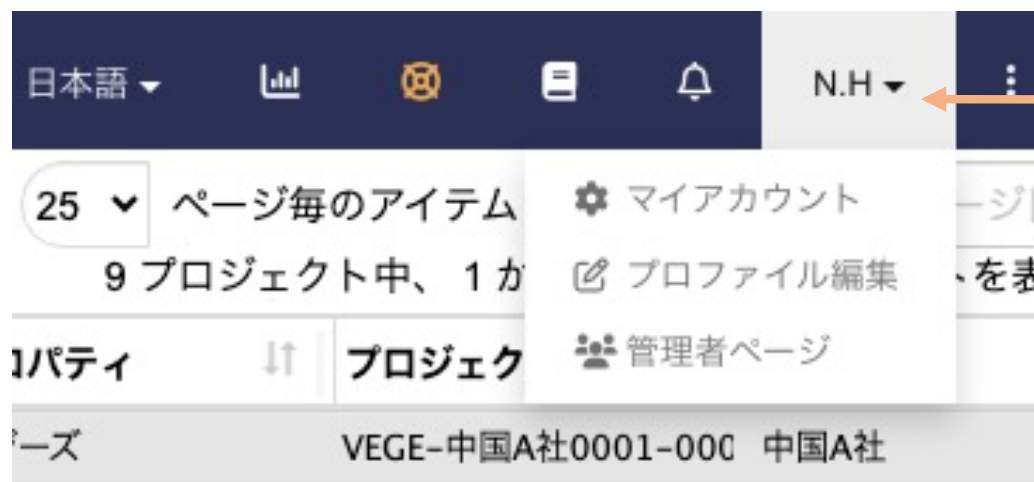 日本語
N.H
マイアカウント
プロファイル編集
管理者ページ
25 ページ毎のアイテム
9 プロジェクト中、 1 か
を表
ロパティ プロジェク
ーズ VEGE-中国A社0001-000 中国A社